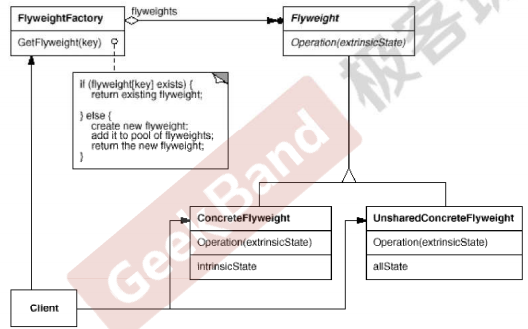 FlyweightFactory
flyweights
Flyweight
GetFlyweight(key)
Operation(extrinsicState)
if (flyweight[key] exists) {
return existing flyweight;
} else {
create new flyweight;
add it to pool of flyweights;
return the new flyweight;
}
ConcreteFlyweight
UnsharedConcreteFlyweight
Operation(extrinsicState)
Operation(extrinsicState)
intrinsicState
allState
Client
GeekBand
极客